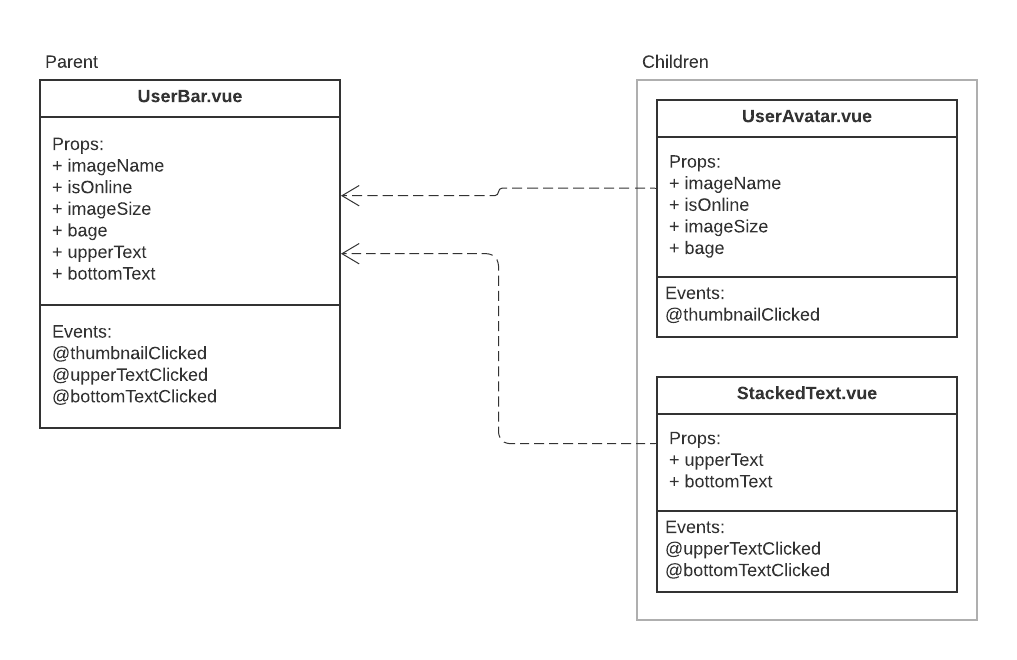 Parent
UserBar.vue
Props:
+ imageName
+ isOnline
+ imageSize
+ bage
+ upperText
+ bottomText
Events:
@thumbnailClicked
@upperTextClicked
@bottomTextClicked
Children
UserAvatar.vue
Props:
+ imageName
+ isOnline
+ imageSize
+ bage
Events:
@thumbnailClicked
StackedText.vue
Props:
+ upperText
+ bottomText
Events:
@upperTextClicked
@bottomTextClicked